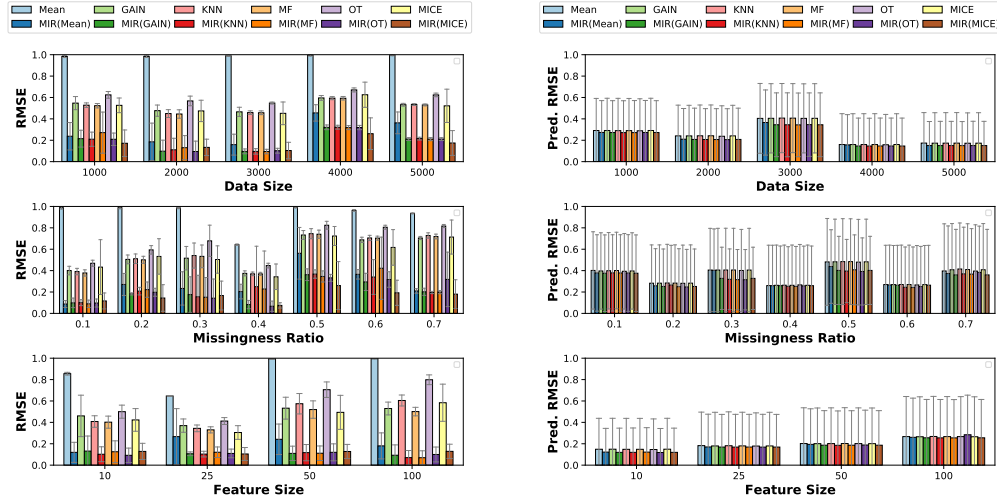 Mean GAIN KNN MF OT MICE
MIR(Mean) MIR(GAIN) MIR(KNN) MIR(MF) MIR(OT) MIR(MICE)
RMSE
1.0
0.8
0.6
0.4
0.2
0.0
1000 2000 3000 4000 5000
Data Size
RMSE
1.0
0.8
0.6
0.4
0.2
0.0
0.1 0.2 0.3 0.4 0.5 0.6 0.7
Missingness Ratio
RMSE
1.0
0.8
0.6
0.4
0.2
0.0
10 25 50 100
Feature Size
Mean GAIN KNN MF OT MICE
MIR(Mean) MIR(GAIN) MIR(KNN) MIR(MF) MIR(OT) MIR(MICE)
Pred. RMSE
1.0
0.8
0.6
0.4
0.2
0.0
1000 2000 3000 4000 5000
Data Size
Pred. RMSE
1.0
0.8
0.6
0.4
0.2
0.0
0.1 0.2 0.3 0.4 0.5 0.6 0.7
Missingness Ratio
Pred. RMSE
1.0
0.8
0.6
0.4
0.2
0.0
10 25 50 100
Feature Size